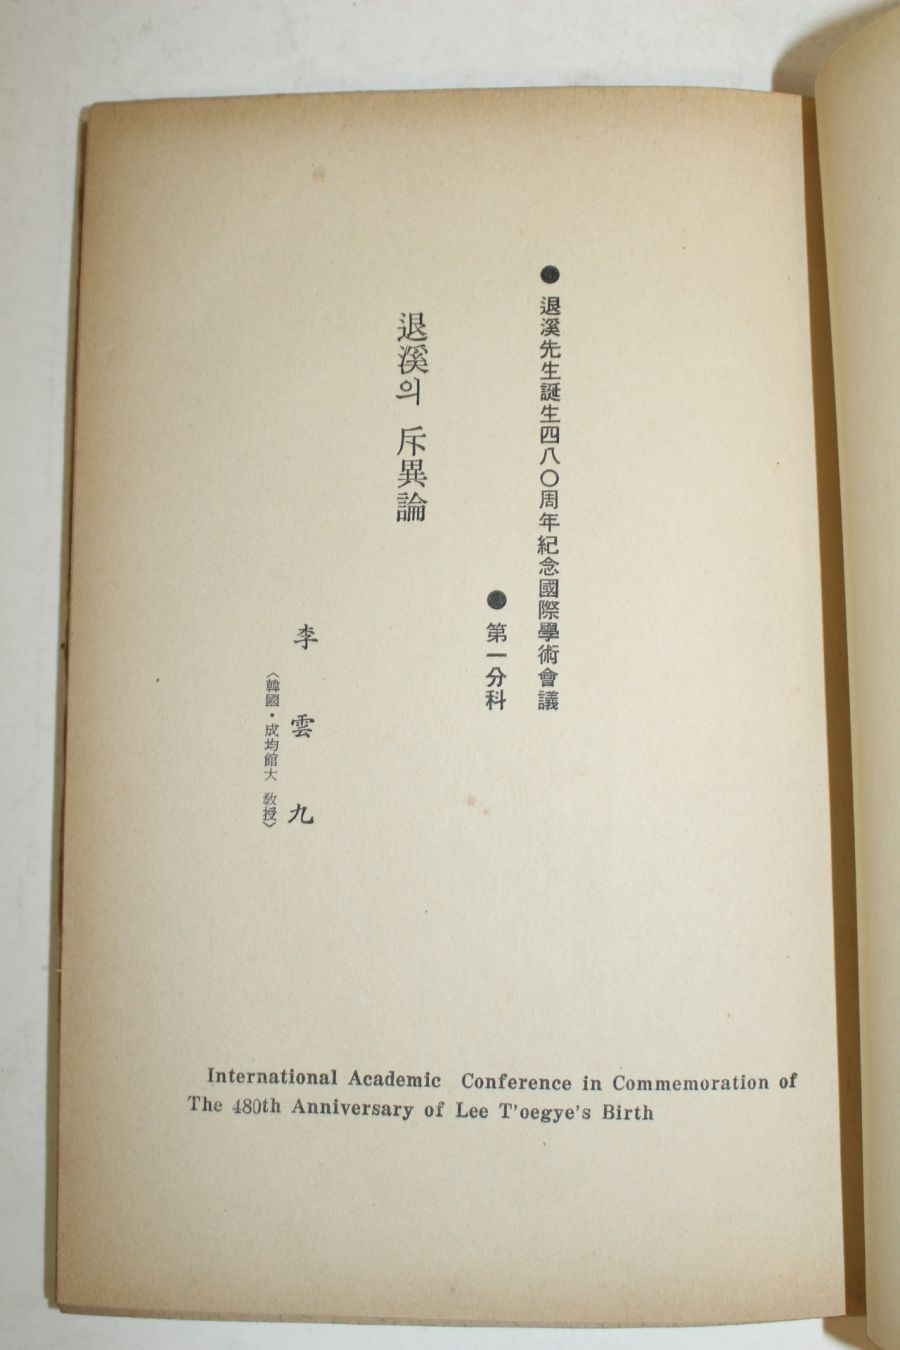 ● 退溪先生誕生四八〇周年紀念國際學術會議
● 第一分科
退溪의 斥異論
李雲九
〈韓國・成均館大 敎授〉
International Academic Conference in Commemoration of
The 480th Anniversary of Lee T'oegye's Birth